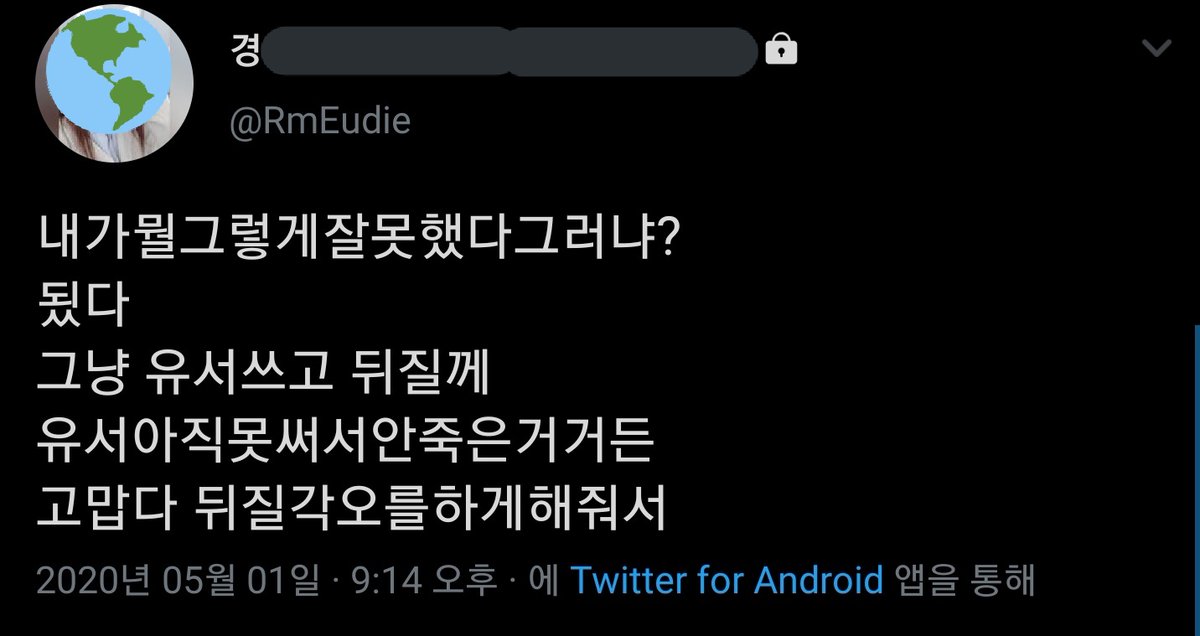 경
@RmEudie
내가뭘그렇게잘못했다그러냐?
됬다
그냥 유서쓰고 뒤질께
유서아직못써서안죽은거거든
고맙다 뒤질각오를하게해줘서
2020년 05월 01일 · 9:14 오후 · 에 Twitter for Android 앱을 통해